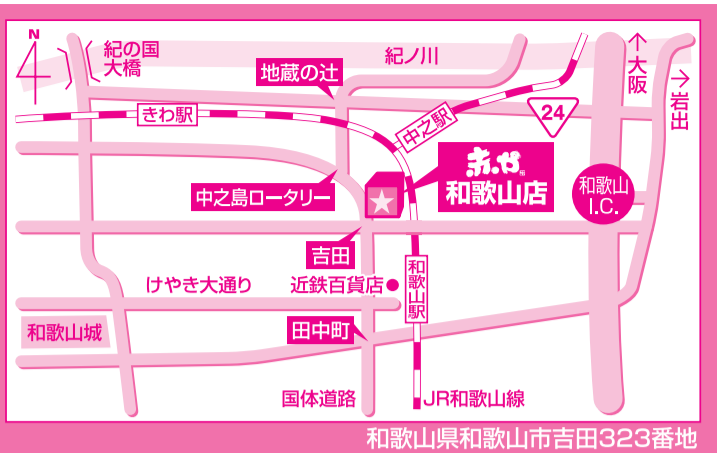 N
紀の国
大橋
地蔵の辻
紀ノ川
↑大阪
→岩出
きわ駅
中之駅
24
中之島ロータリー
和歌山店
和歌山
I.C.
吉田
けやき大通り
近鉄百貨店
和歌山駅
和歌山城
田中町
国体道路
JR和歌山線
和歌山県和歌山市吉田323番地